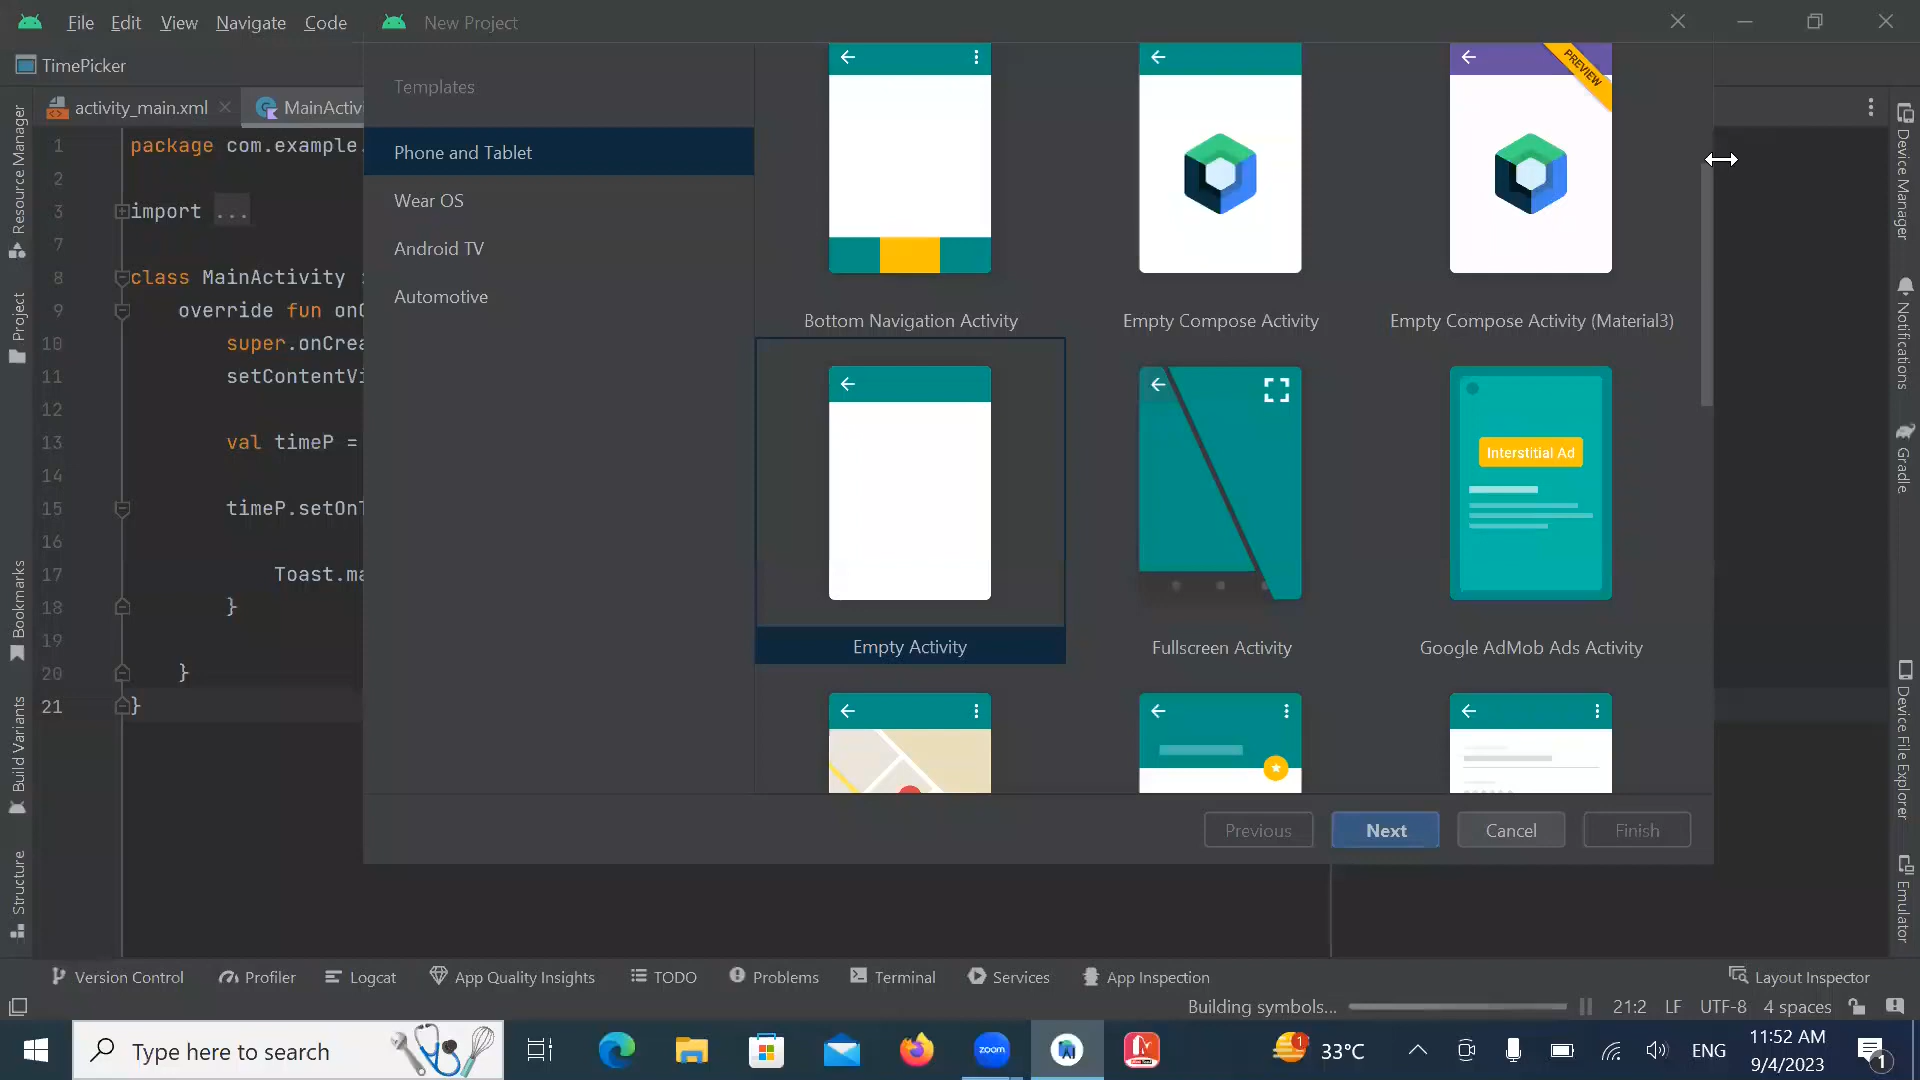 File Edit View Navigate Code
New Project
TimePicker
activity_main.xml
MainActiv
Templates
Phone and Tablet
Wear OS
Android TV
Automotive
1 package com.example.
2
3 import ...
7
8 class MainActivity :
9 override fun onC
10 super.onCrea
11 setContentVi
12
13 val timeP =
14
15 timeP.setOnT
16
17 Toast.ma
18 }
19
20 }
21 }
PREVIEW
Bottom Navigation Activity
Empty Compose Activity
Empty Compose Activity (Material3)
Interstitial Ad
Empty Activity
Fullscreen Activity
Google AdMob Ads Activity
Previous Next Cancel Finish
Resource Manager
Project
Bookmarks
Build Variants
Structure
Device Manager
Notifications
Gradle
Device File Explorer
Emulator
Version Control Profiler Logcat App Quality Insights TODO Problems Terminal Services App Inspection Layout Inspector
Building symbols... 21:2 LF UTF-8 4 spaces
Type here to search
zoom
1
33°C
ENG
11:52 AM
9/4/2023
1